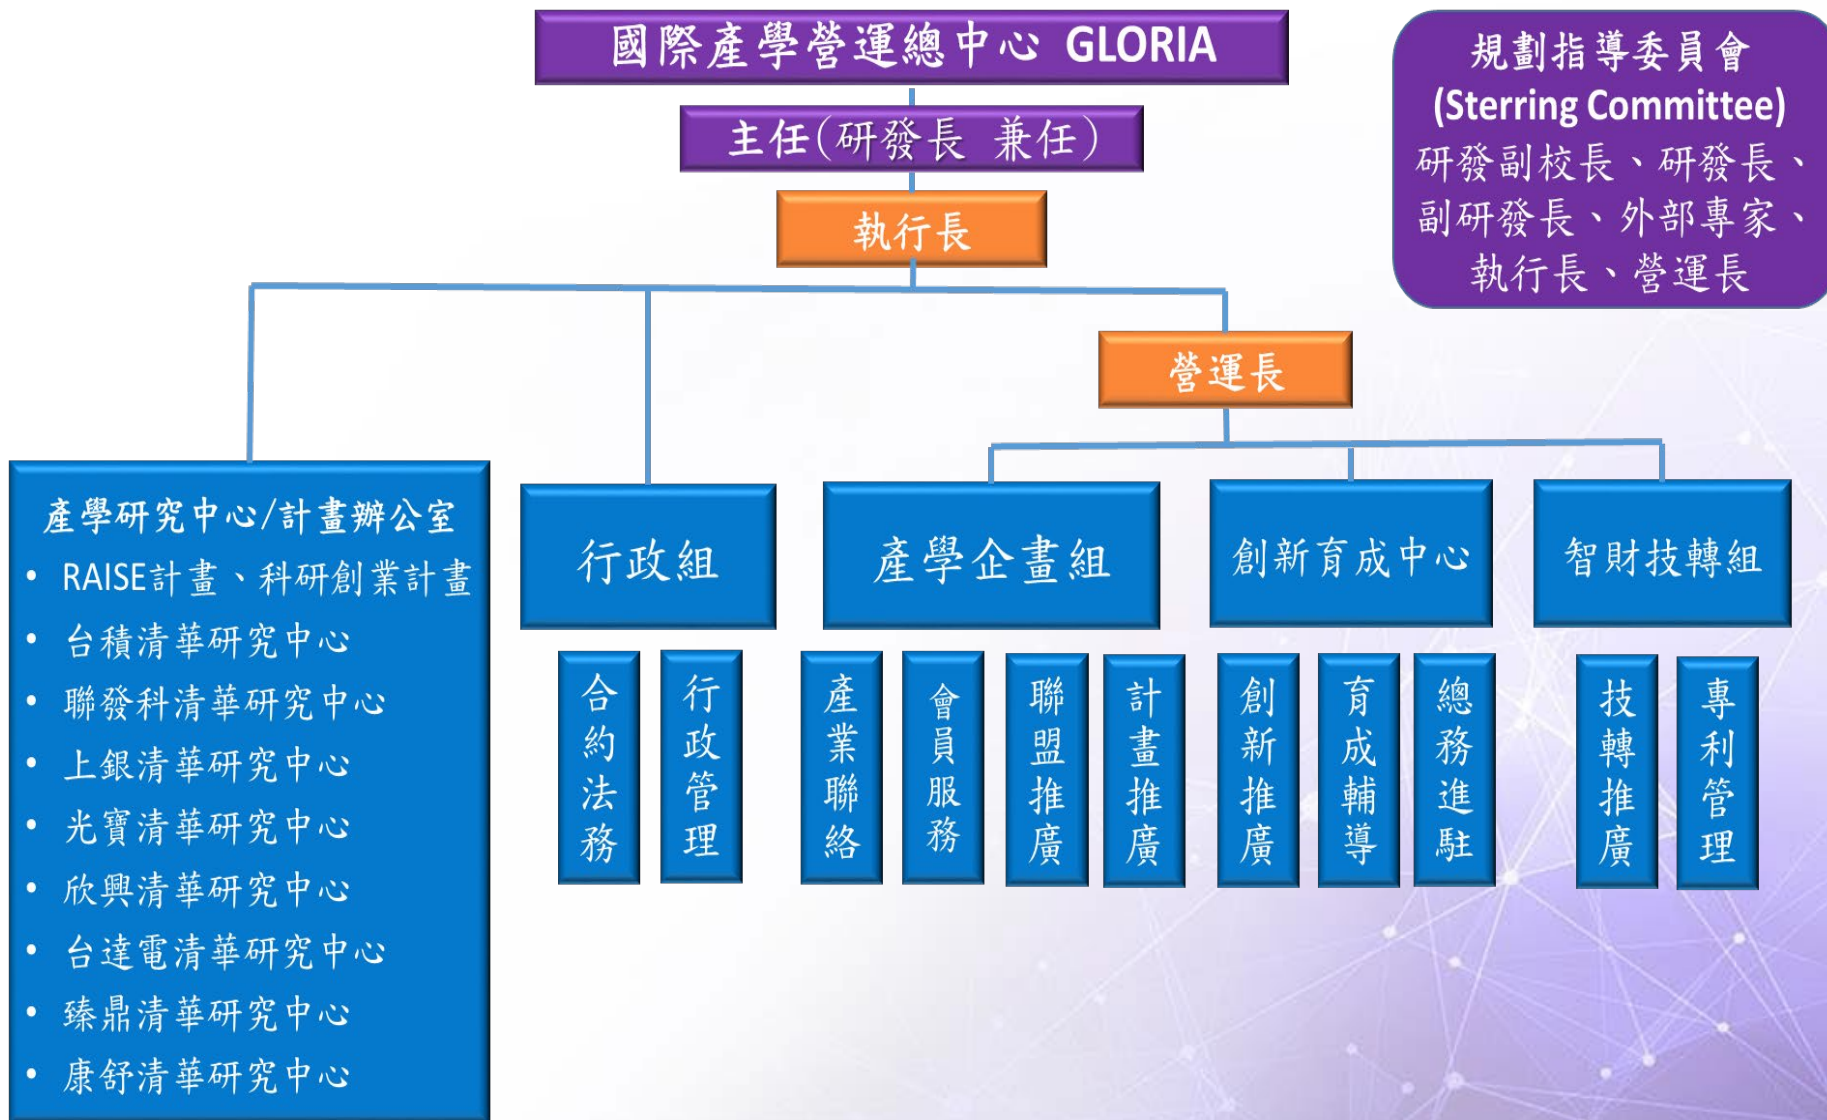 國際產學營運總中心 GLORIA
主任(研發長 兼任)
執行長
規劃指導委員會
(Sterring Committee)
研發副校長、研發長、
副研發長、外部專家、
執行長、營運長
營運長
產學研究中心/計畫辦公室
• RAISE計畫、科研創業計畫
• 台積清華研究中心
• 聯發科清華研究中心
• 上銀清華研究中心
• 光寶清華研究中心
• 欣興清華研究中心
• 台達電清華研究中心
• 臻鼎清華研究中心
• 康舒清華研究中心
行政組
合約法務
行政管理
產學企畫組
產業聯絡
會員服務
聯盟推廣
計畫推廣
創新育成中心
創新推廣
育成輔導
總務進駐
智財技轉組
技轉推廣
專利管理